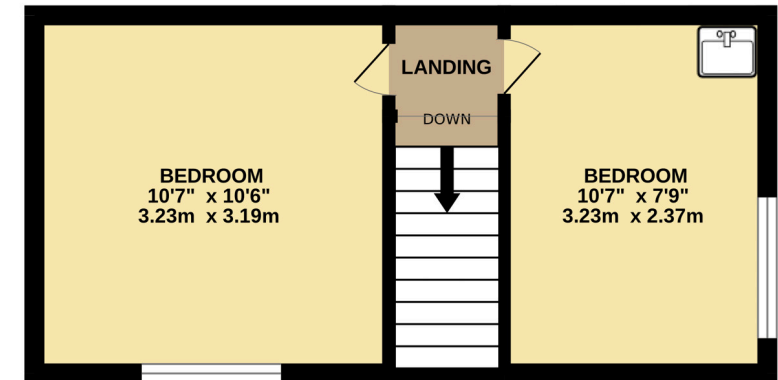 LANDING
DOWN
BEDROOM
10'7" x 10'6"
3.23m x 3.19m
BEDROOM
10'7" x 7'9"
3.23m x 2.37m